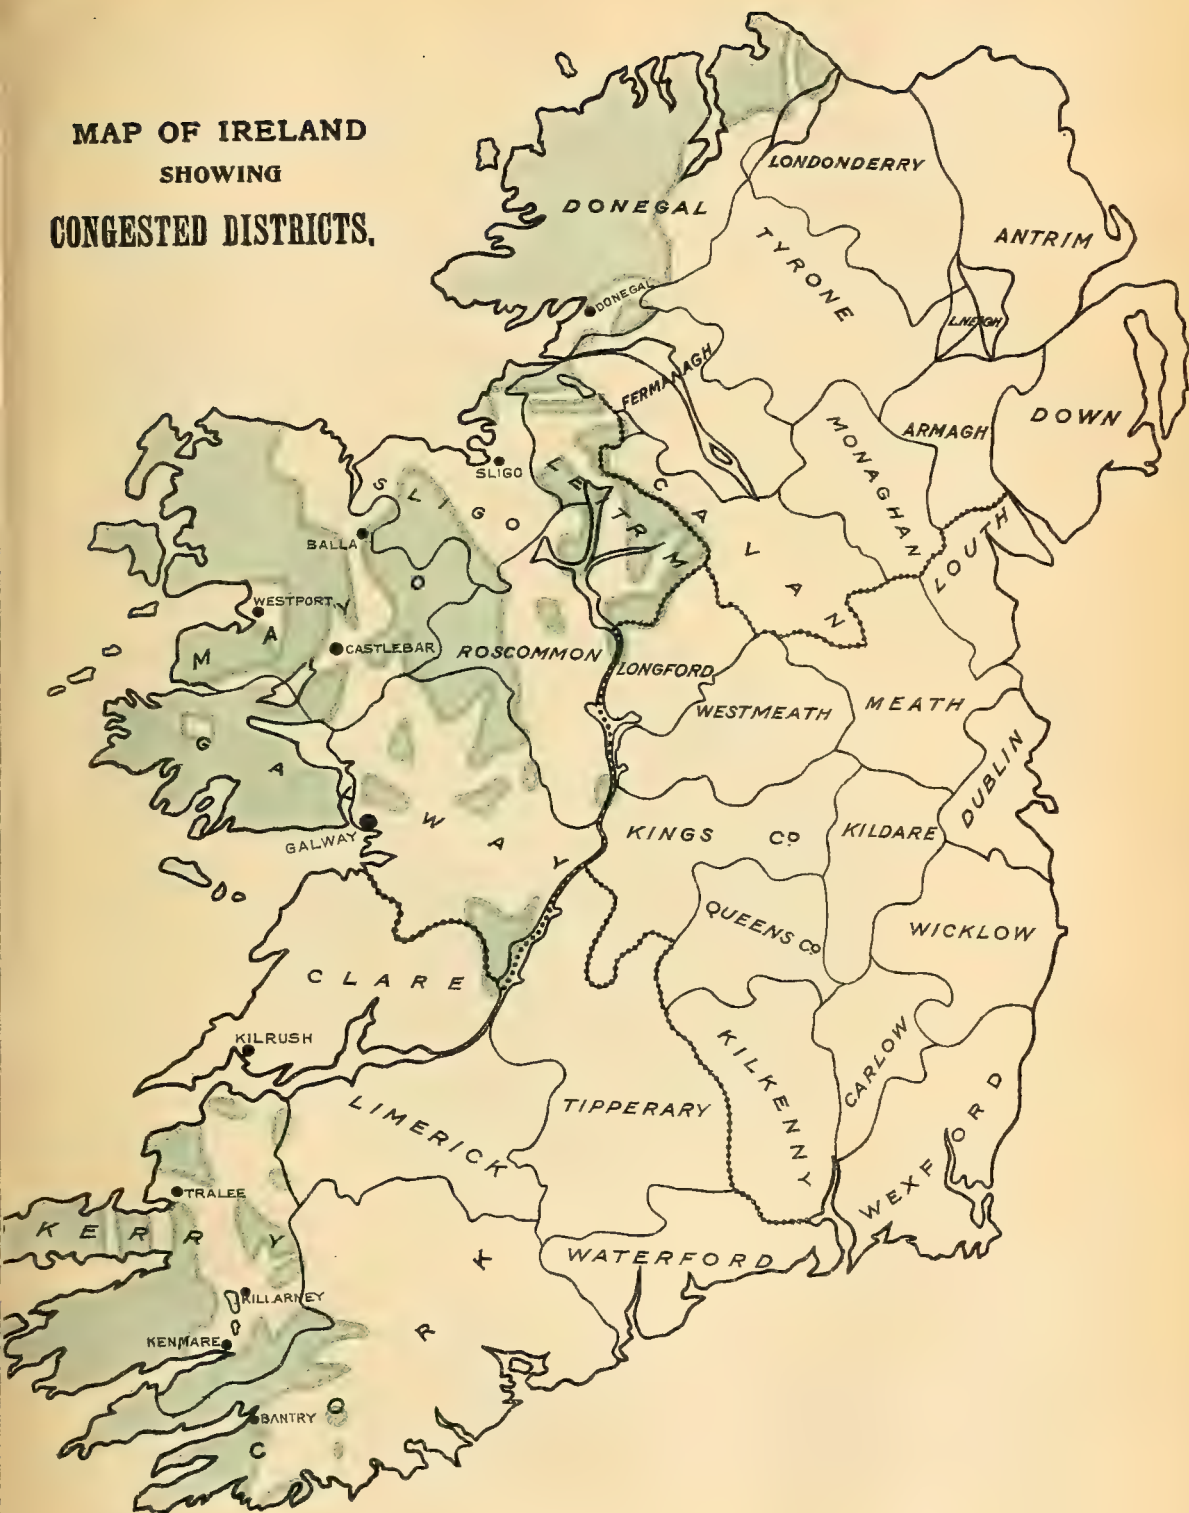 MAP OF IRELAND
SHOWING
CONGESTED DISTRICTS.
LONDONDERRY
DONEGAL
ANTRIM
TYRONE
DONEGAL
L.NEAGH
FERMANAGH
DOWN
ARMAGH
MONAGHAN
SLIGO
LEITRIM
CAVAN
SLIGO
LOUTH
BALLA
WESTPORT
MAYO
CASTLEBAR
ROSCOMMON
LONGFORD
MEATH
WESTMEATH
GALWAY
DUBLIN
KINGS Co
KILDARE
GALWAY
QUEENS Co
WICKLOW
CLARE
KILRUSH
KILKENNY
CARLOW
LIMERICK
TIPPERARY
WEXFORD
TRALEE
KERRY
WATERFORD
KILLARNEY
KENMARE
CORK
BANTRY